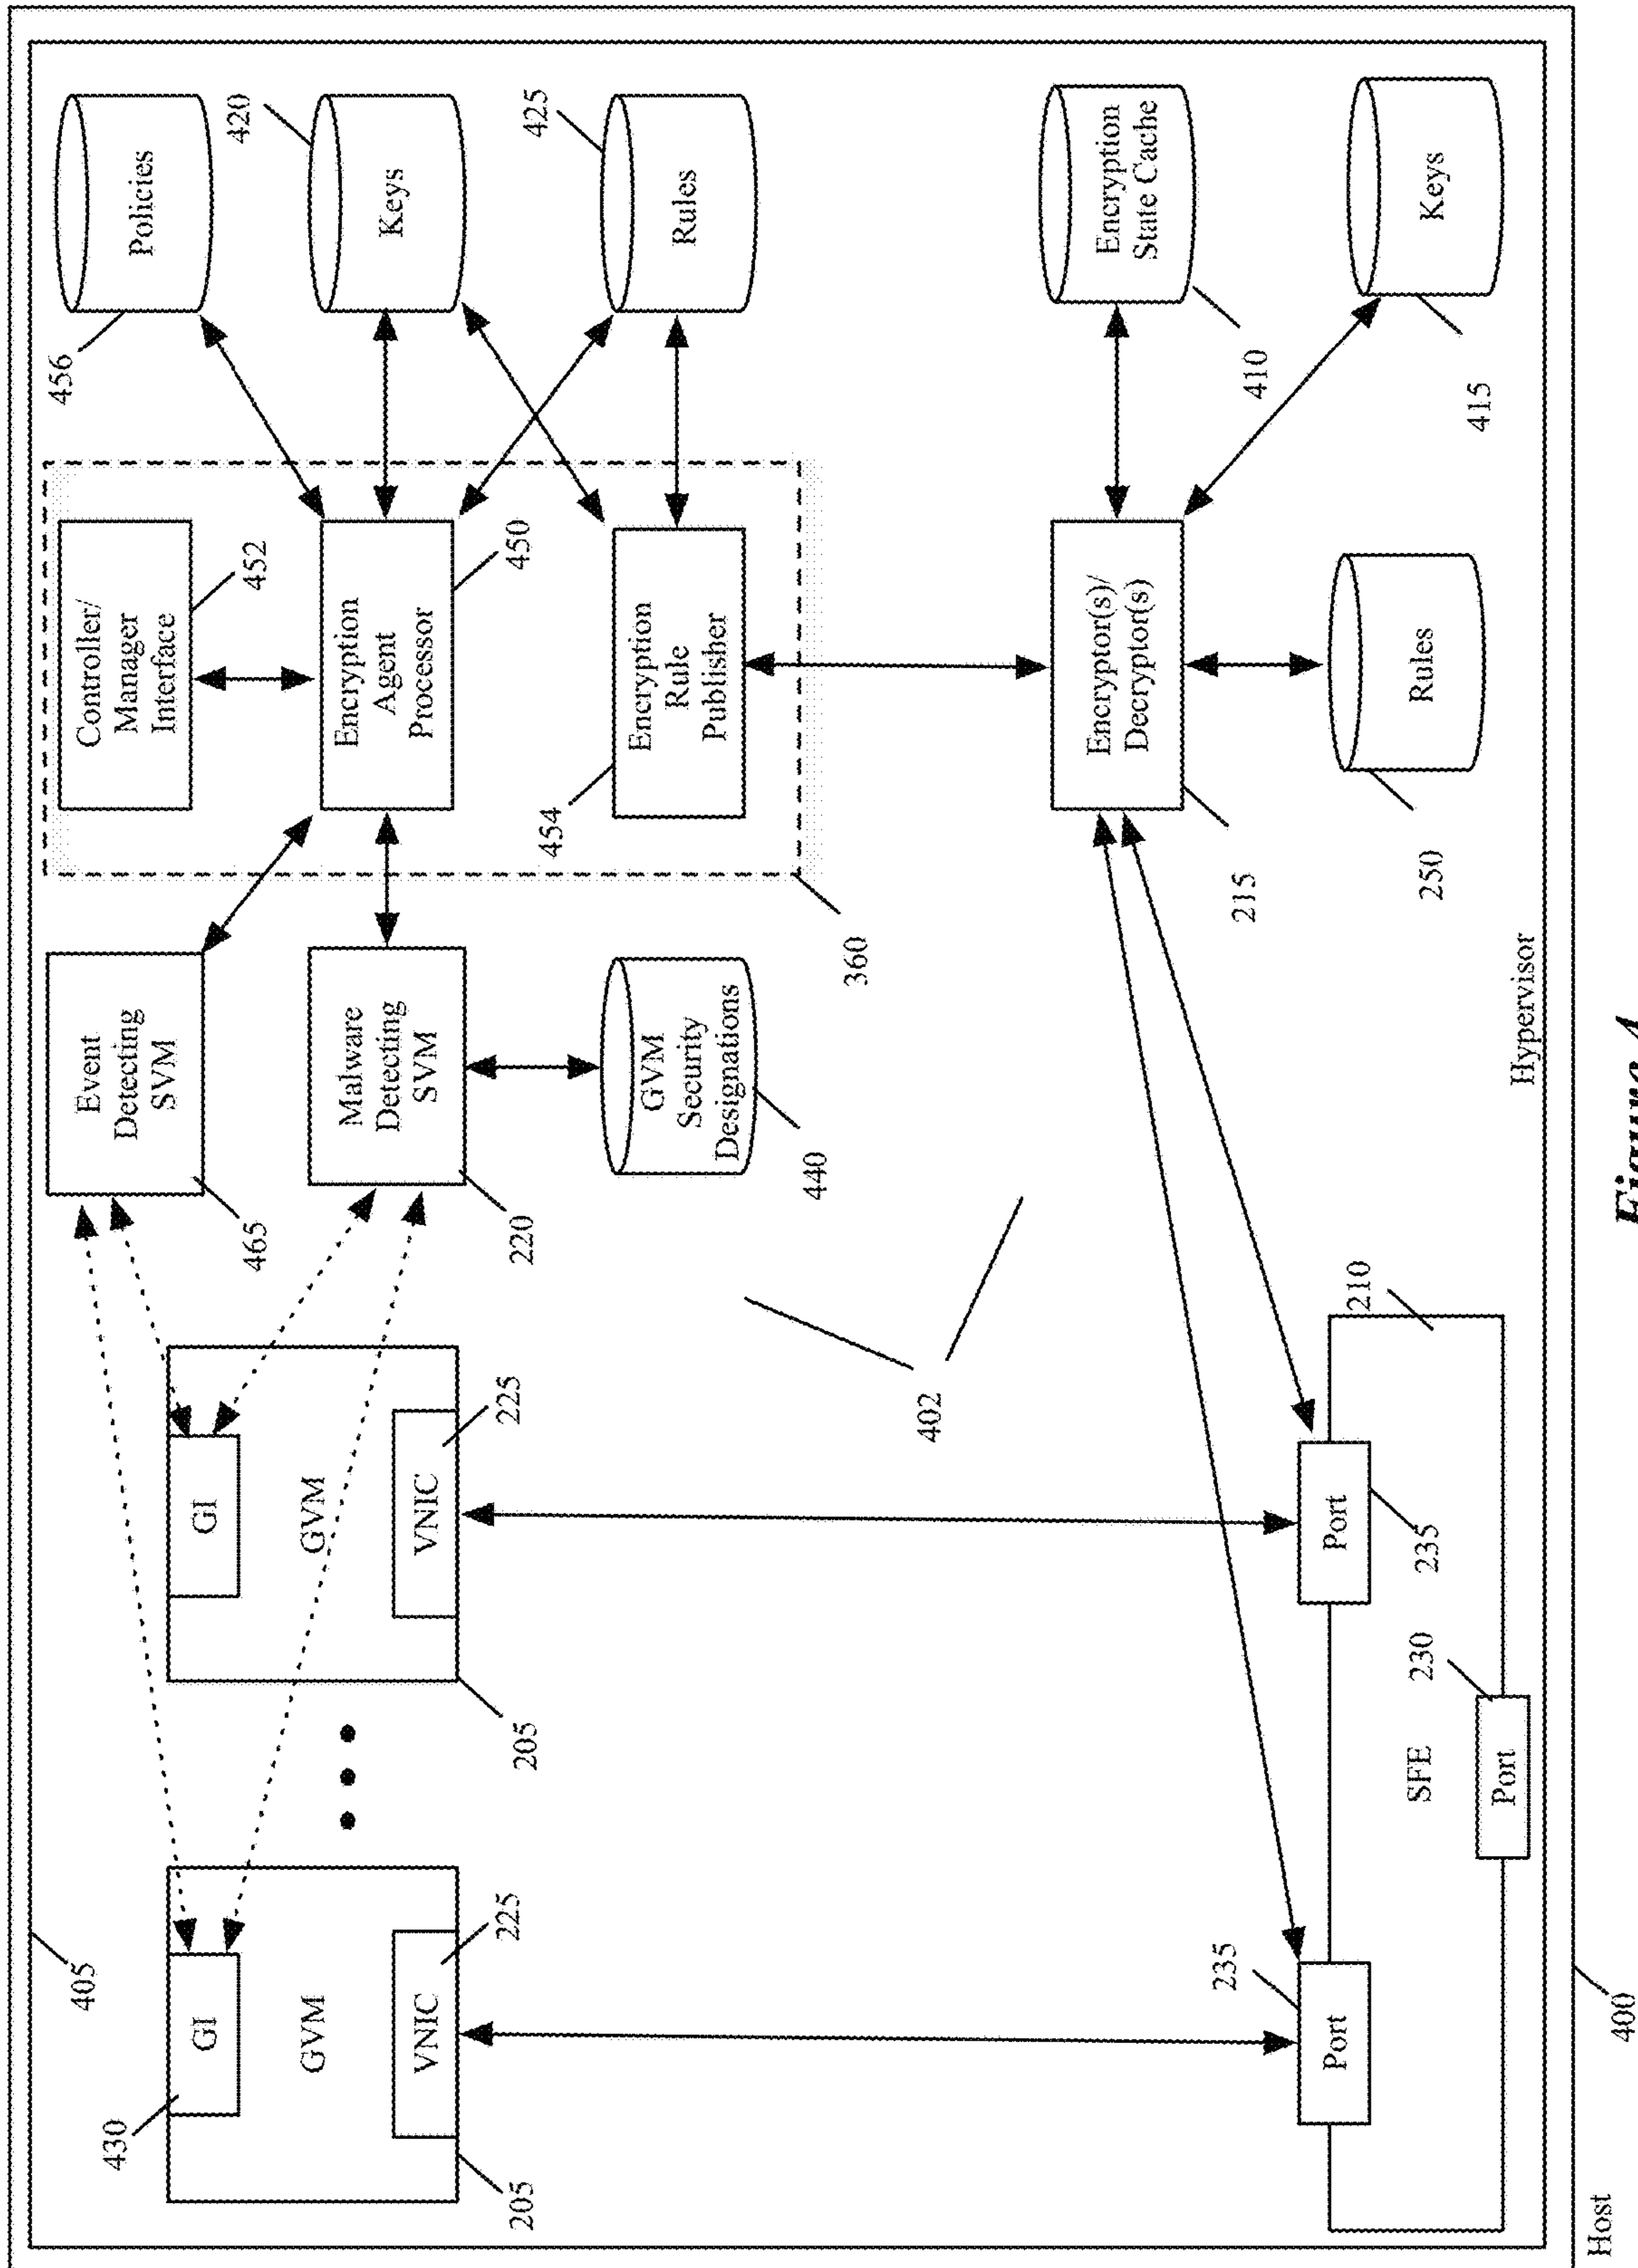 405
430
GI
GVM
VNIC
225
205
GI
GVM
VNIC
225
205
Event
Detecting
SVM
465
Malware
Detecting
SVM
220
GVM
Security
Designations
440
Controller/
Manager
Interface
452
Encryption
Agent
Processor
450
Encryption
Rule
Publisher
454
360
Policies
456
Keys
420
Rules
425
402
Encryptor(s)/
Decryptor(s)
215
Encryption
State Cache
410
Keys
415
Rules
250
Port
235
Port
235
210
SFE
230
Port
Hypervisor
Host
400
Figure 4